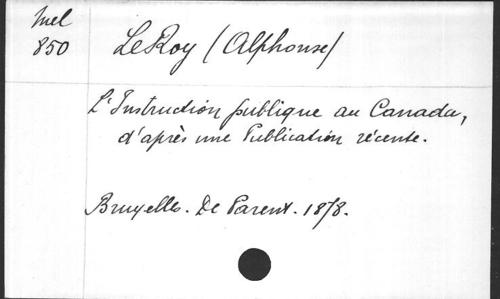 Mel
850
LeRoy (Alphonse)
L'Instruction publique au Canada,
d'après une Publication récente.
Bruxelles. De Parent. 1878.